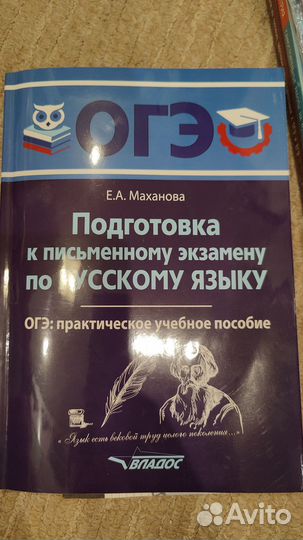 ОГЭ
Е.А. Маханова
Подготовка
к письменному экзамену
по РУССКОМУ ЯЗЫКУ
ОГЭ: практическое учебное пособие
"Язык есть вековой труд целого поколения..."
ВЛАДОС
Avito